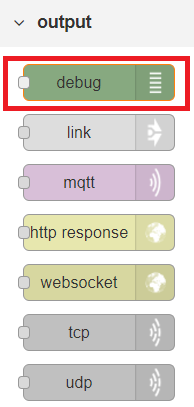 output
debug
link
mqtt
http response
websocket
tcp
udp